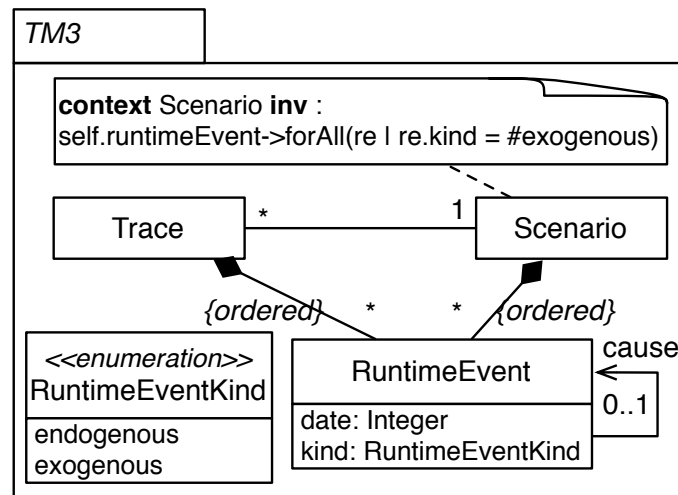 TM3
context Scenario inv :
self.runtimeEvent->forAll(re | re.kind = #exogenous)
Trace
*
1
Scenario
{ordered}
*
*
{ordered}
<<enumeration>>
RuntimeEventKind
endogenous
exogenous
RuntimeEvent
date: Integer
kind: RuntimeEventKind
cause
0..1